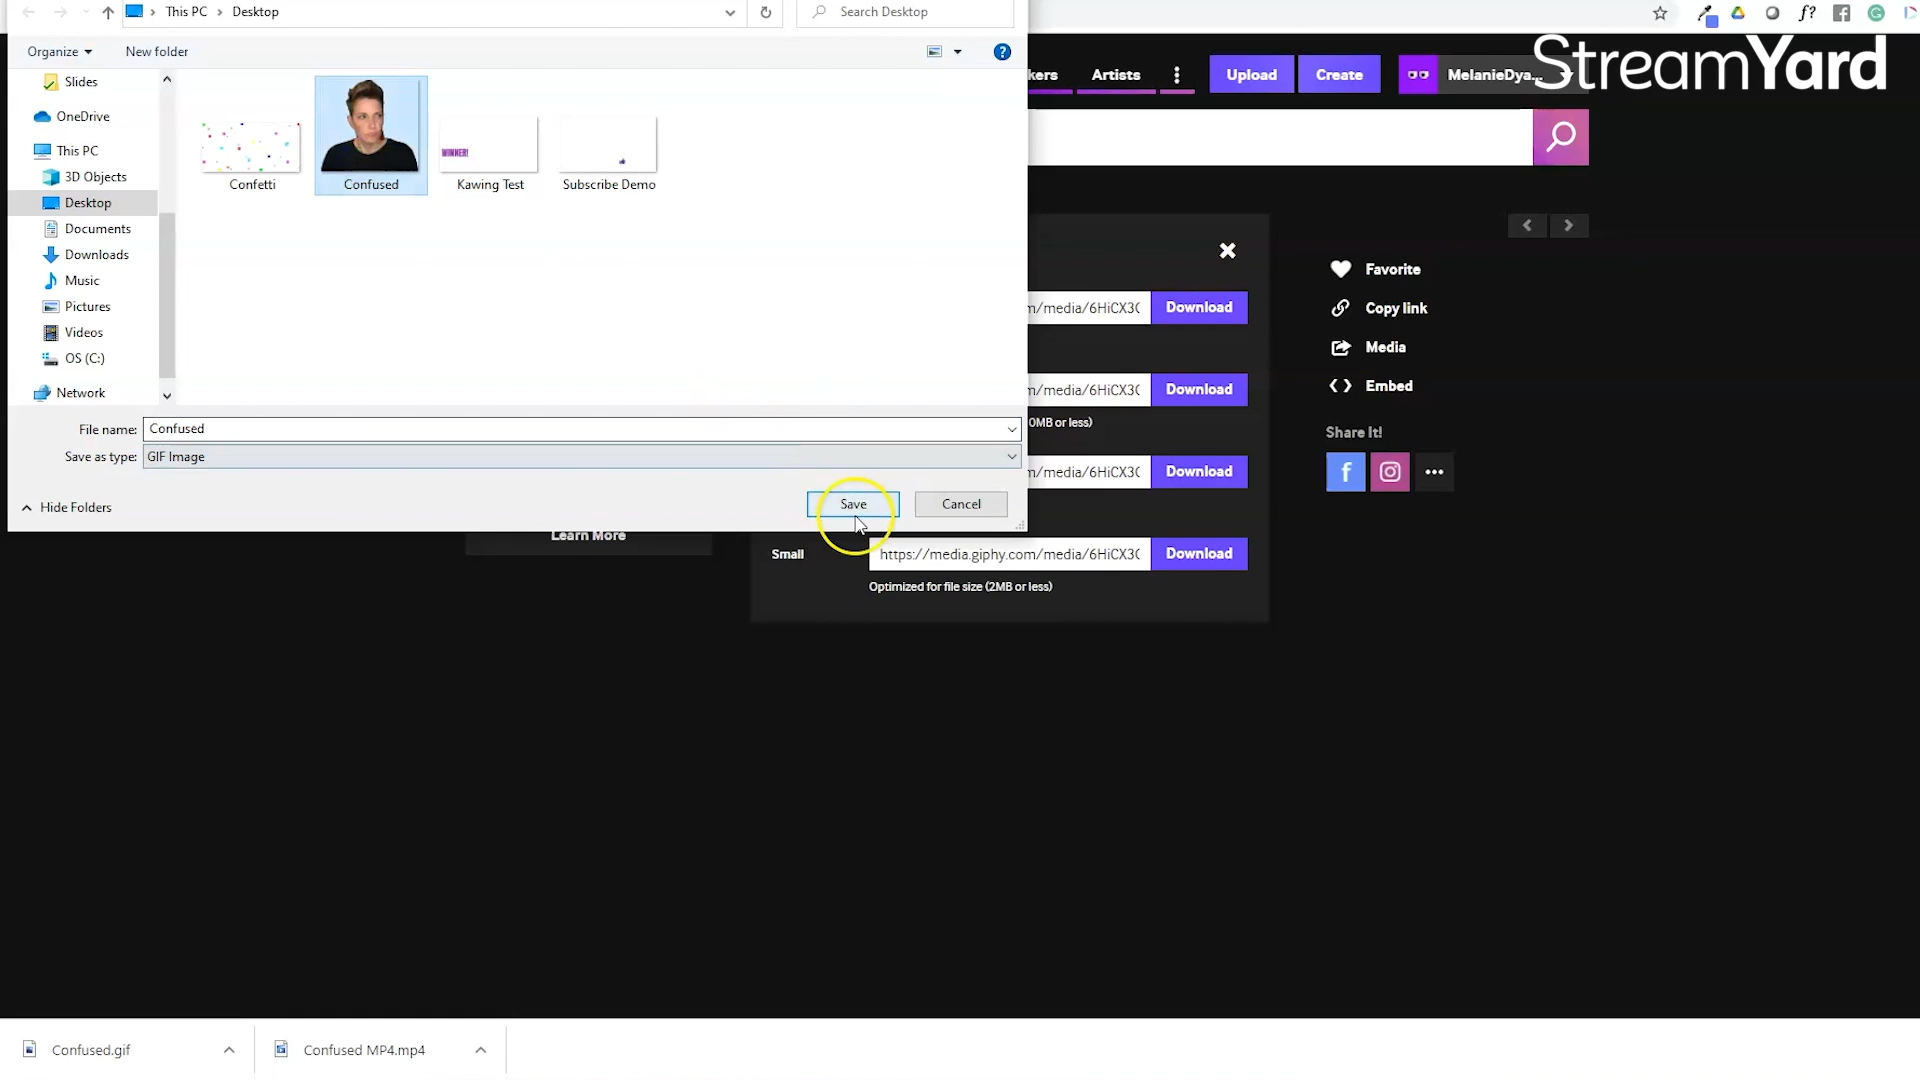 This PC > Desktop
Search Desktop
Organize
New folder
Slides
OneDrive
This PC
3D Objects
Desktop
Documents
Downloads
Music
Pictures
Videos
OS (C:)
Network
WINNER!
Confetti
Confused
Kawing Test
Subscribe Demo
File name: Confused
Save as type: GIF Image
Hide Folders
Save
Cancel
kers
Artists
Upload
Create
MelanieDya...
StreamYard
m/media/6HiCX3(
Download
m/media/6HiCX3(
Download
0MB or less)
m/media/6HiCX3(
Download
Small
https://media.giphy.com/media/6HiCX3(
Download
Optimized for file size (2MB or less)
Learn More
Favorite
Copy link
Media
Embed
Share It!
Confused.gif
Confused MP4.mp4